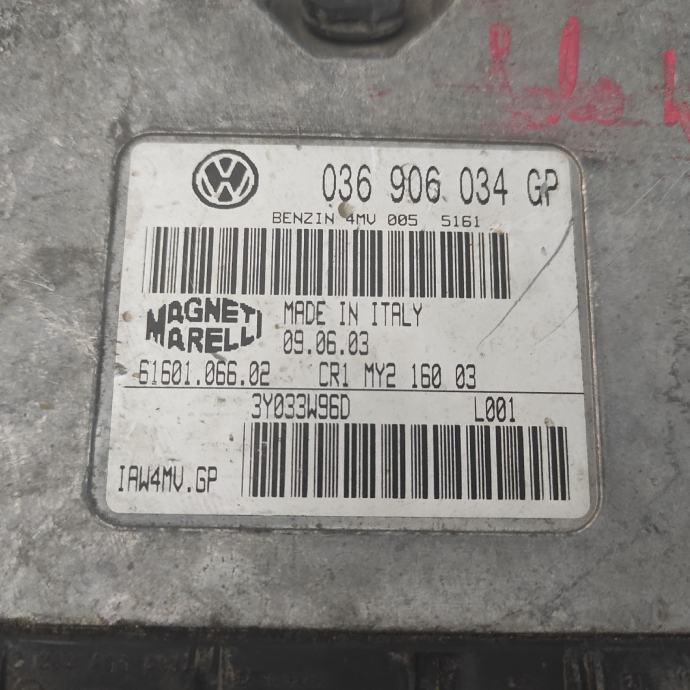 036 906 034 GP
BENZIN 4MV 005 5161
MAGNETI MARELLI
MADE IN ITALY
09.06.03
61601.066.02 CR1 MY2 160 03
3Y033W96D L001
IAW4MV.GP